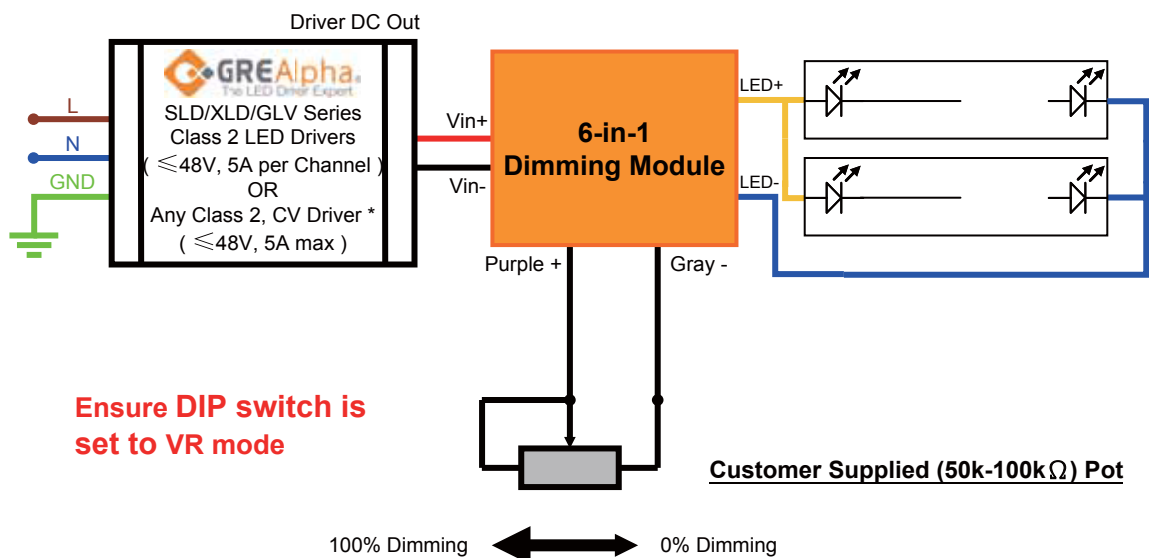 Driver DC Out
GREAlpha®
The LED Driver Expert
SLD/XLD/GLV Series
Class 2 LED Drivers
( ≤48V, 5A per Channel )
OR
Any Class 2, CV Driver *
( ≤48V, 5A max )
L
N
GND
Vin+
Vin-
6-in-1
Dimming Module
LED+
LED-
Purple +
Gray -
Ensure DIP switch is
set to VR mode
Customer Supplied (50k-100kΩ) Pot
100% Dimming
0% Dimming